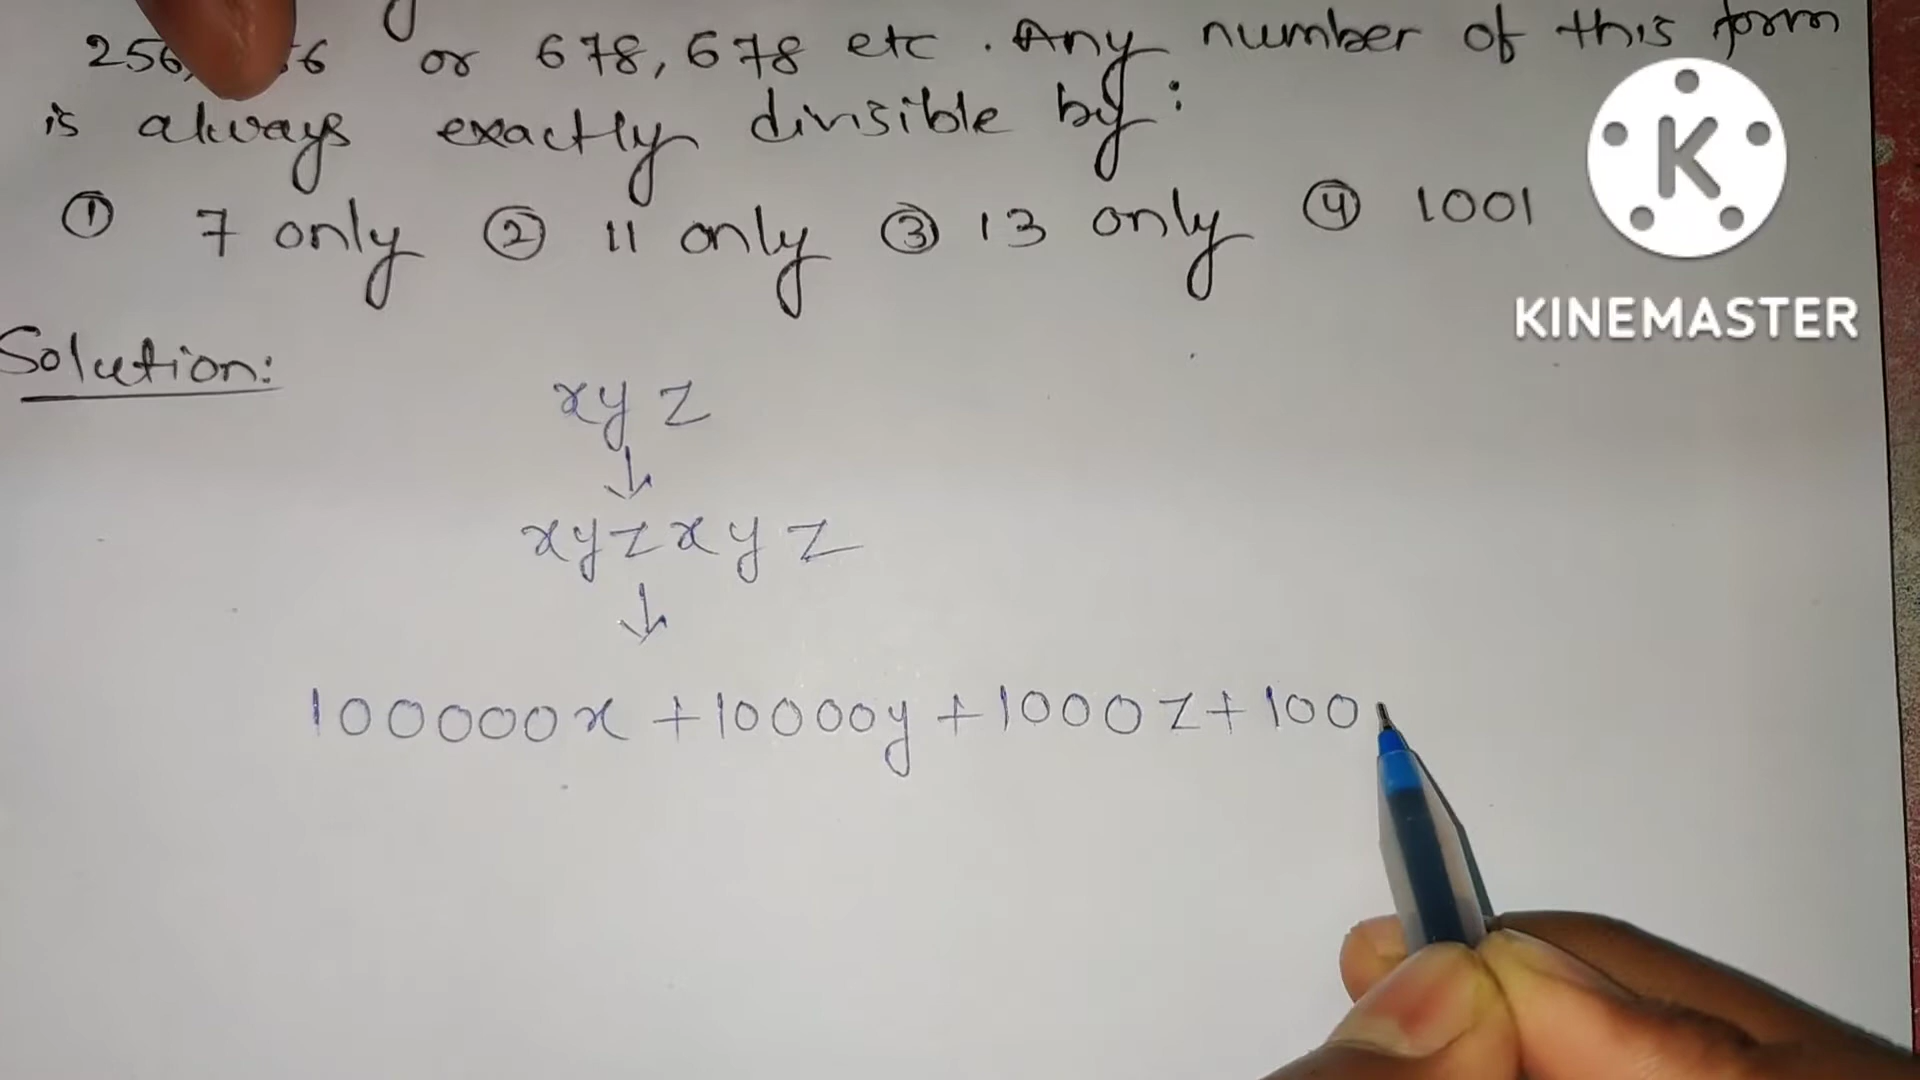 or 678, 678 etc. Any number of this form
is always exactly divisible by:
① 7 only ② 11 only ③ 13 only ④ 1001
K
KINEMASTER
Solution:
xyz
↓
xyzxyz
↓
100000x + 10000y + 1000z + 100